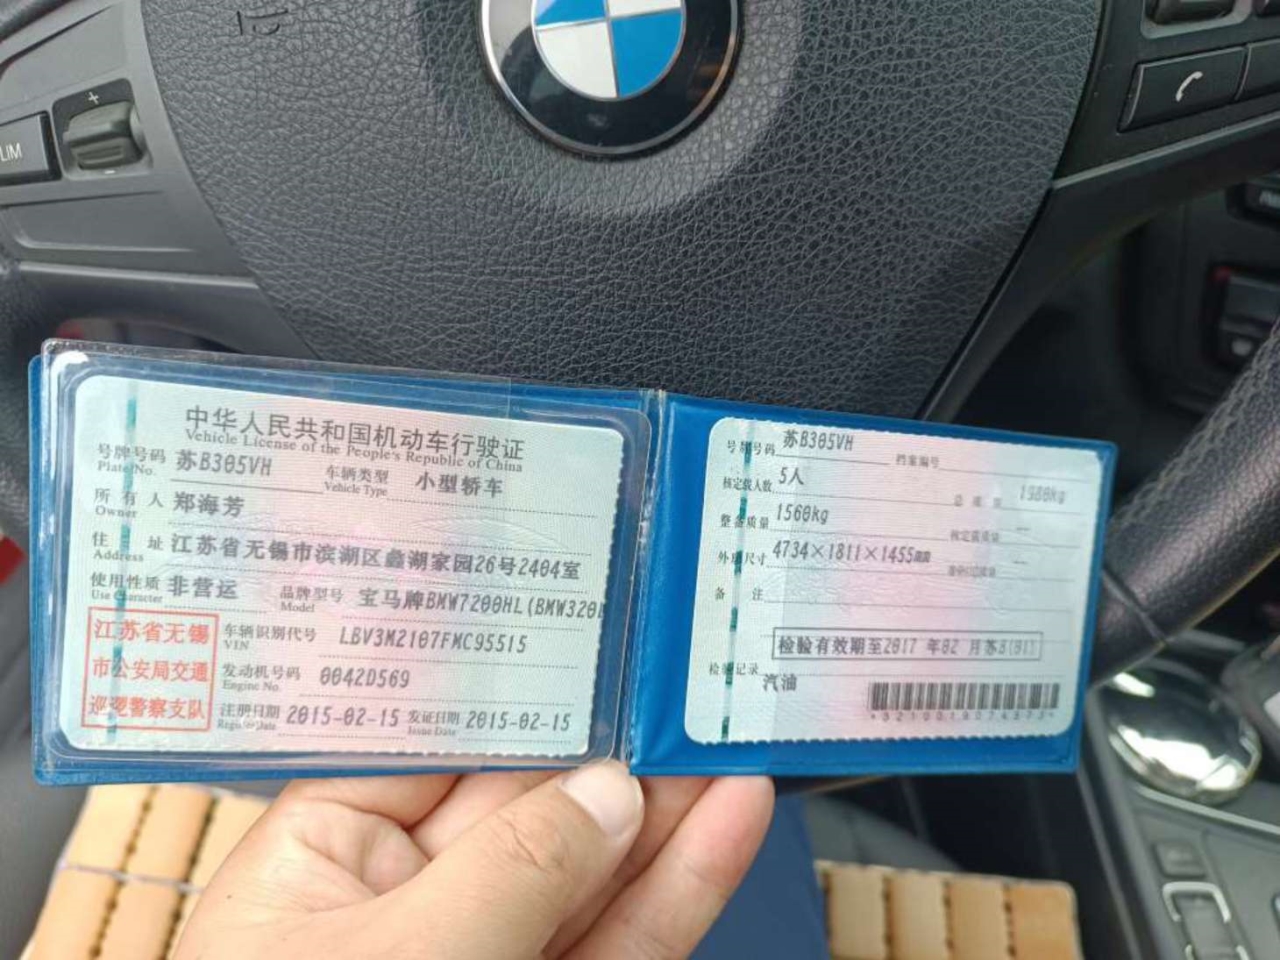 LIM
中华人民共和国机动车行驶证
Vehicle License of the People's Republic of China
号牌号码 苏B305VH 车辆类型 小型轿车
Plate No. Vehicle Type
所有人 郑海芳
Owner
住址 江苏省无锡市滨湖区蠡湖家园26号2404室
Address
使用性质 非营运 品牌型号 宝马牌BMW7200HL(BMW320
Use Character Model
江苏省无锡
市公安局交通
巡逻警察支队
车辆识别代号 LBV3M2107FMC95515
VIN
发动机号码 0042D569
Engine No.
注册日期 2015-02-15 发证日期 2015-02-15
Register Date Issue Date
号牌号码 苏B305VH 档案编号
核定载人数 5人 总质量 1980kg
整备质量 1560kg 核定载质量 --
外廓尺寸 4734×1811×1455mm --
备注
检验有效期至2017 年02 月苏B(01)
检验记录
汽油